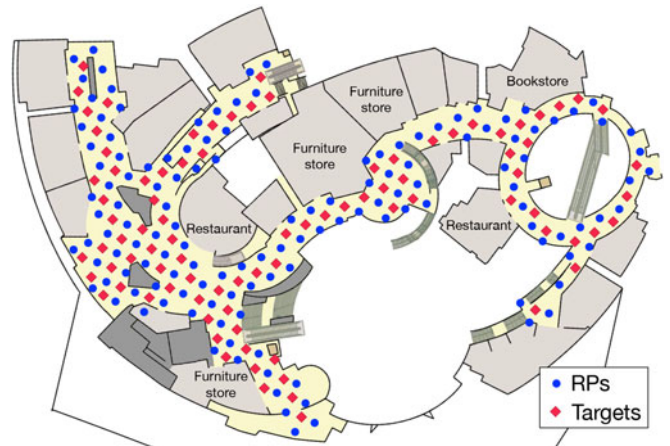 Bookstore
Furniture
store
Furniture
store
Restaurant
Restaurant
Furniture
store
RPs
Targets